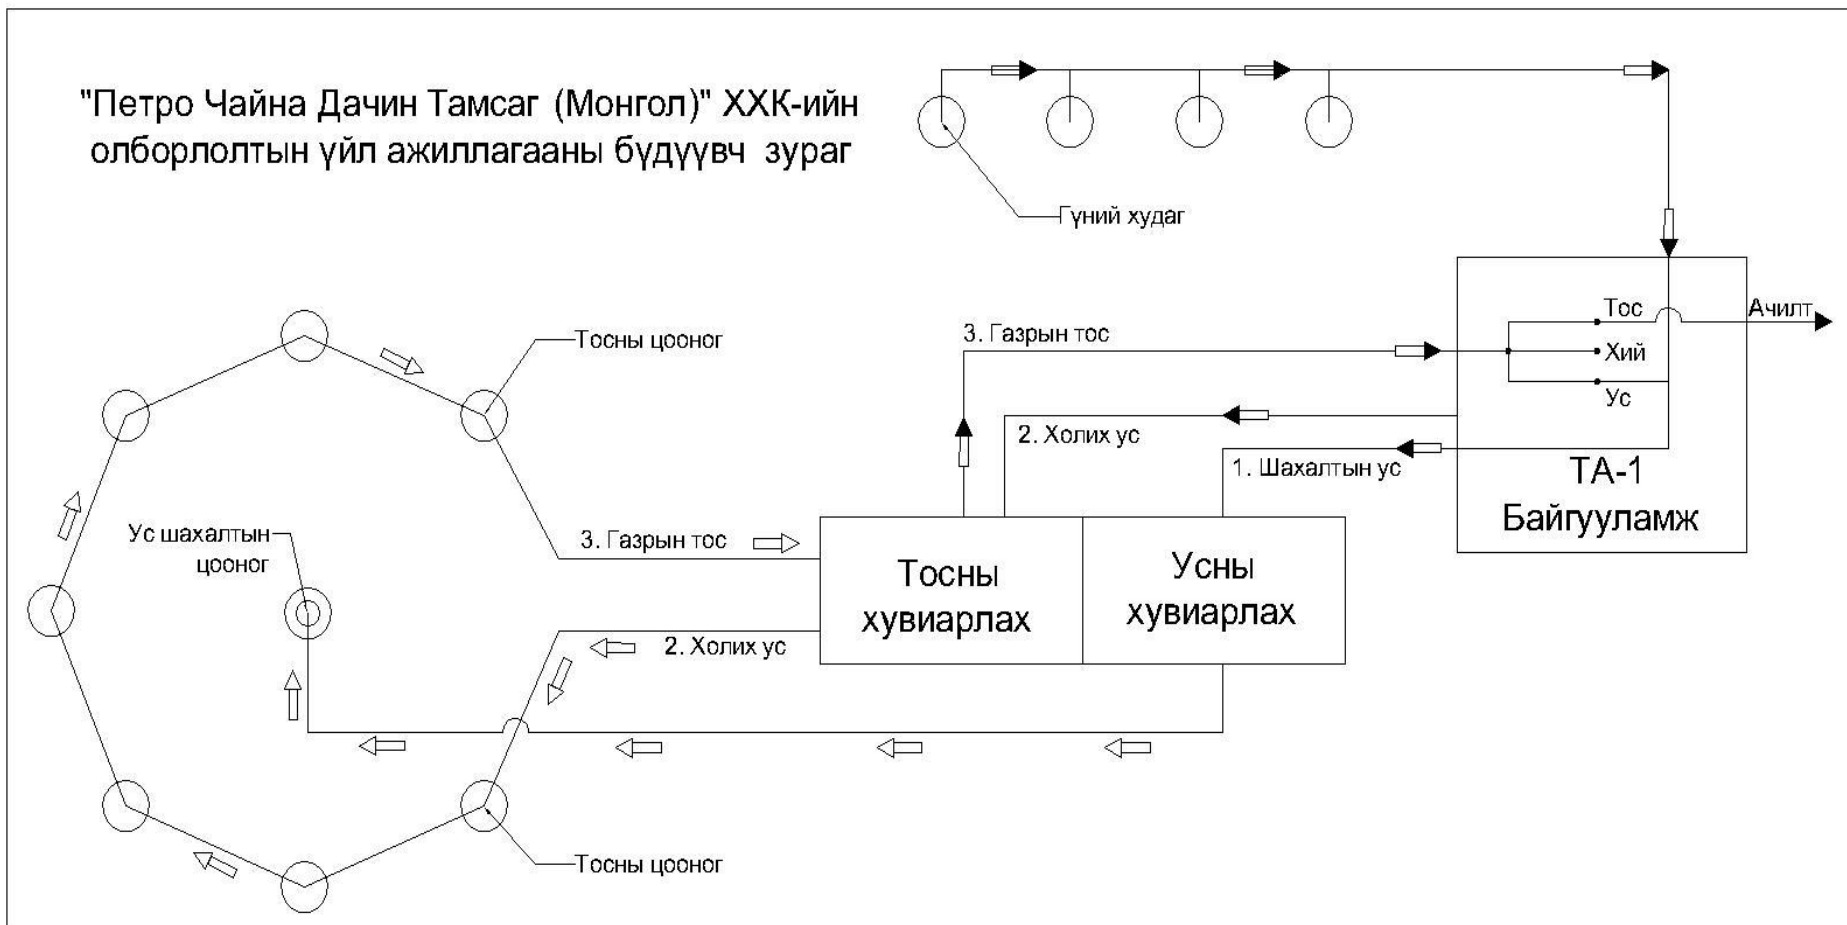 "Петро Чайна Дачин Тамсаг (Монгол)" ХХК-ийн
олборлолтын үйл ажиллагааны бүдүүвч зураг
Гүний худаг
Тос
Ачилт
Хий
Ус
3. Газрын тос
2. Холих ус
1. Шахалтын ус
ТА-1
Байгууламж
Тосны цооног
Ус шахалтын
цооног
3. Газрын тос
Тосны
хувиарлах
Усны
хувиарлах
2. Холих ус
Тосны цооног